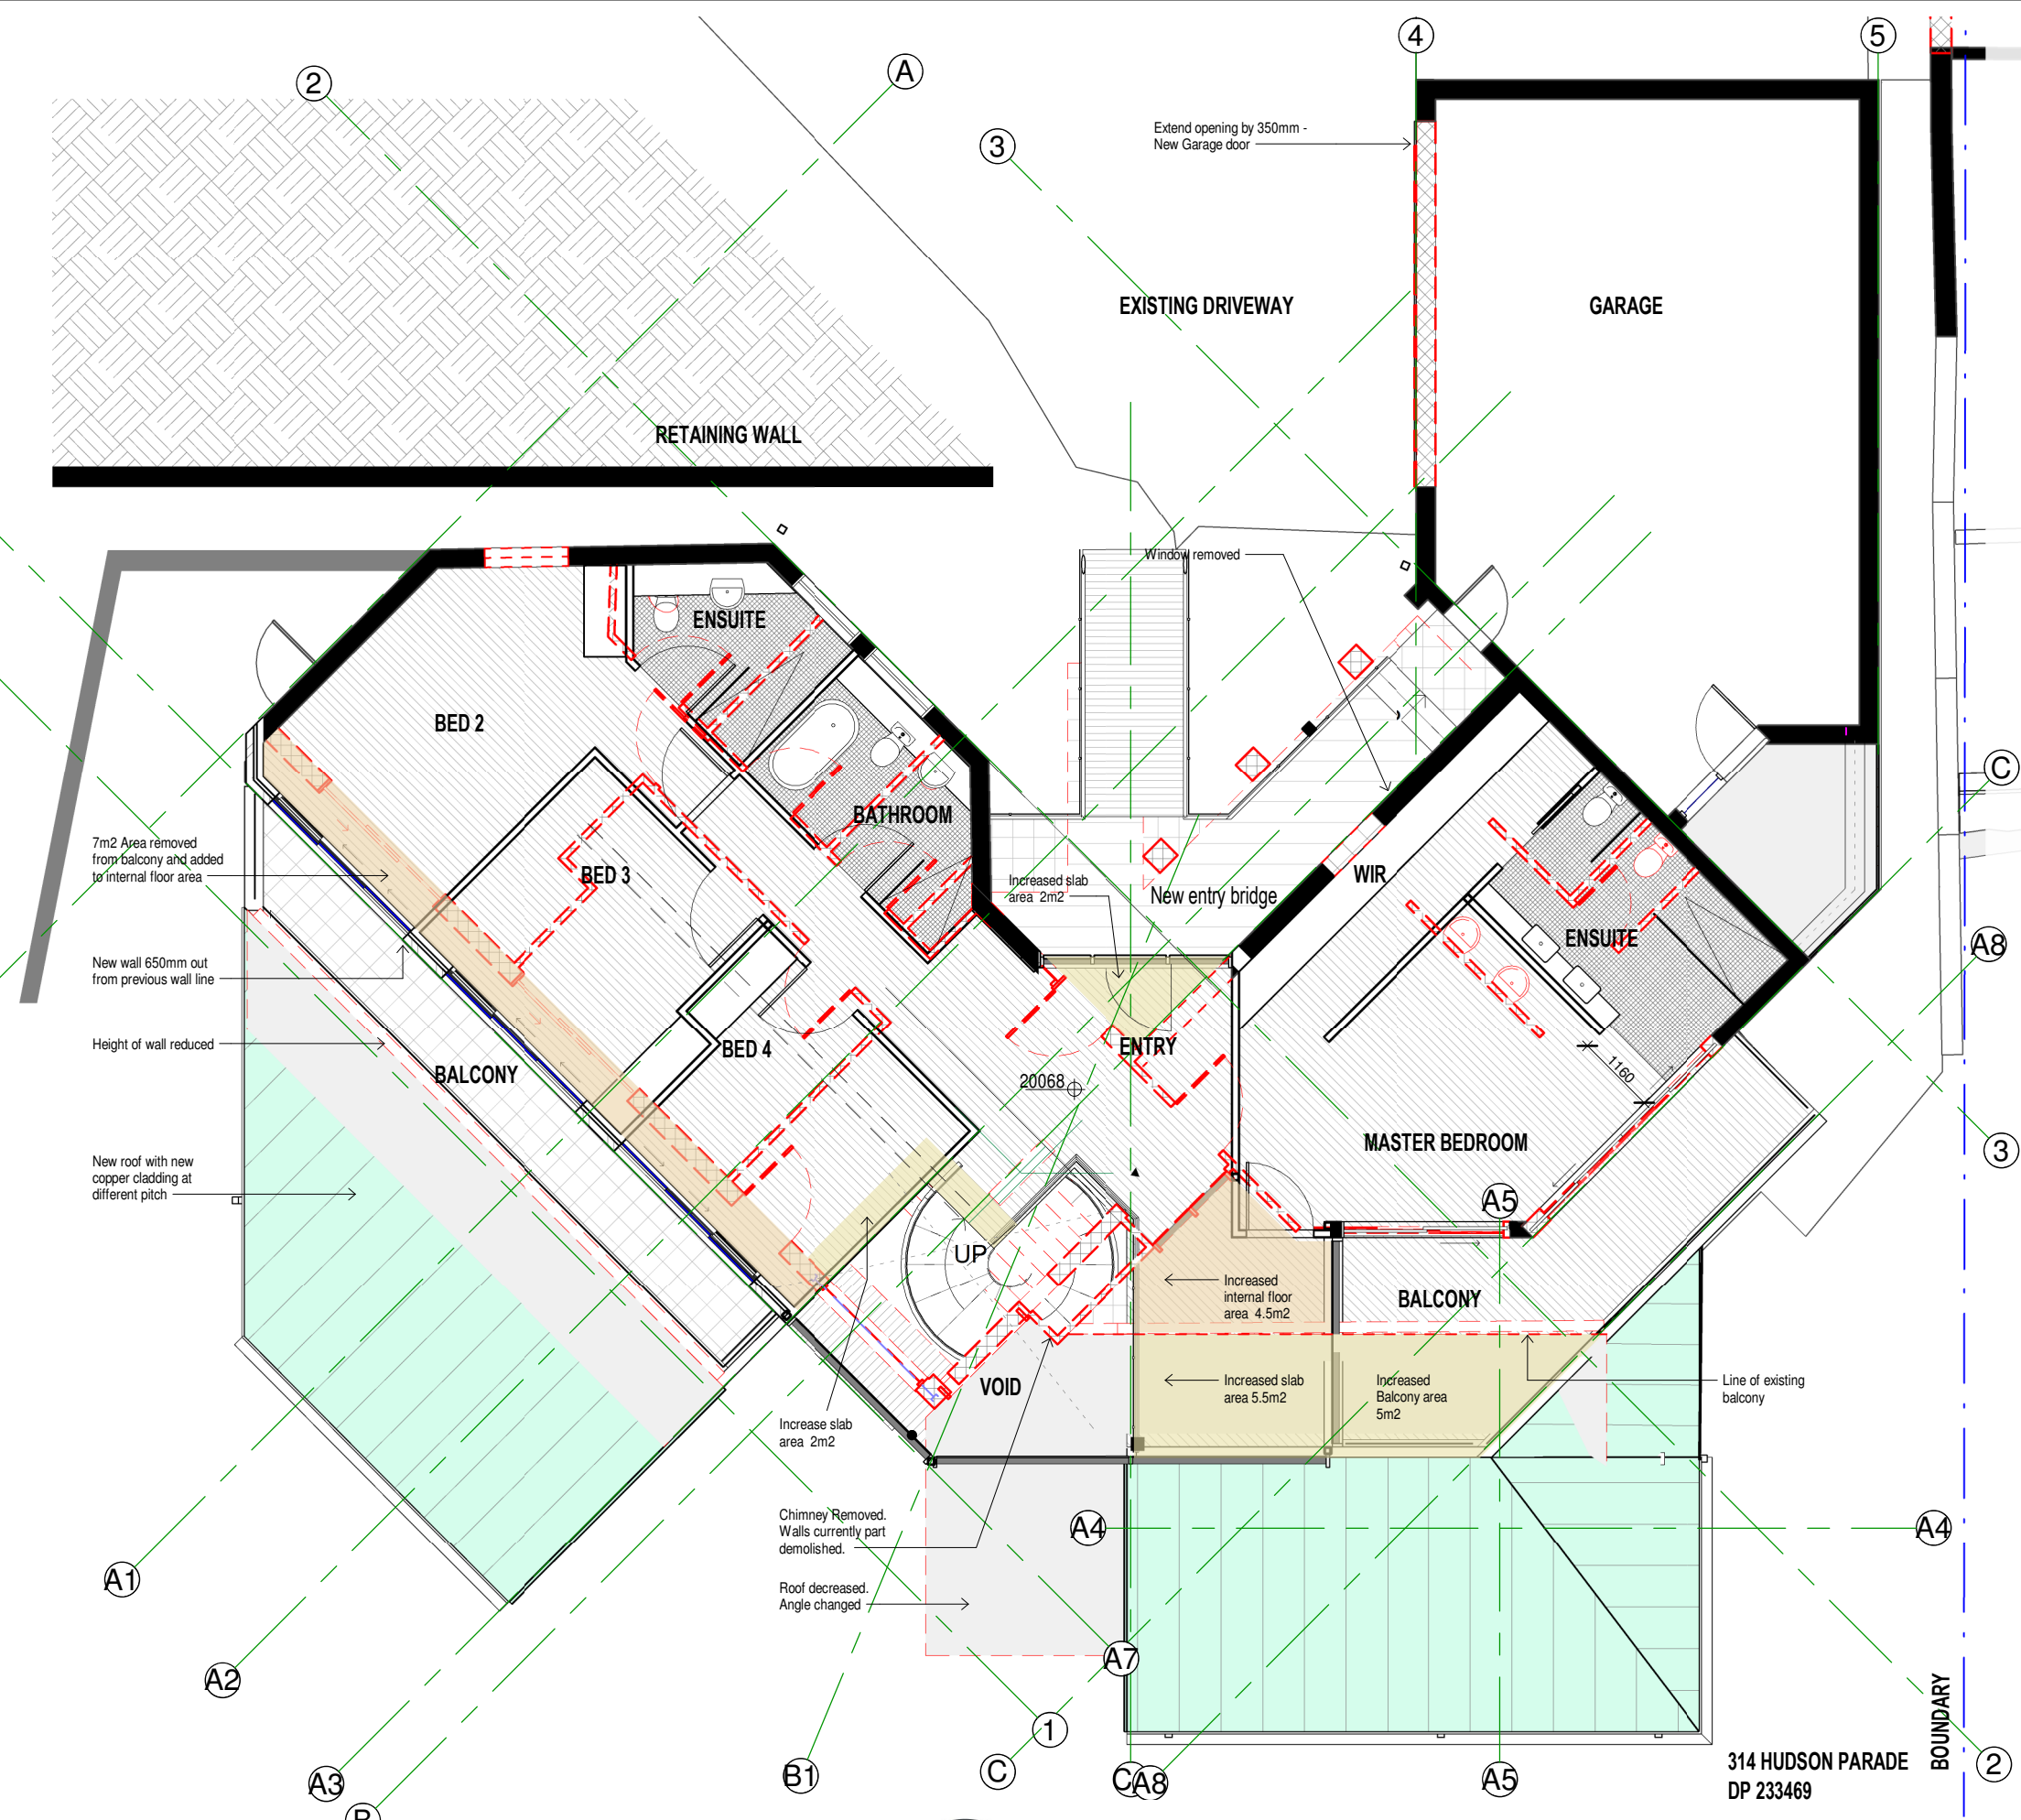 2
A
3
4
5
Extend opening by 350mm -
New Garage door
EXISTING DRIVEWAY
GARAGE
RETAINING WALL
Window removed
ENSUITE
BED 2
BATHROOM
C
7m2 Area removed
from balcony and added
to internal floor area
BED 3
WIR
Increased slab
area 2m2
New entry bridge
ENSUITE
A8
New wall 650mm out
from previous wall line
Height of wall reduced
BED 4
ENTRY
BALCONY
20068
1160
MASTER BEDROOM
3
New roof with new
copper cladding at
different pitch
A5
UP
Increased
internal floor
area 4.5m2
BALCONY
VOID
Increased slab
area 5.5m2
Increased
Balcony area
5m2
Line of existing
balcony
Increase slab
area 2m2
Chimney Removed.
Walls currently part
demolished.
A4
A4
A1
Roof decreased.
Angle changed
A7
A2
1
BOUNDARY
A3
B1
C
C
A8
A5
314 HUDSON PARADE
DP 233469
2
B